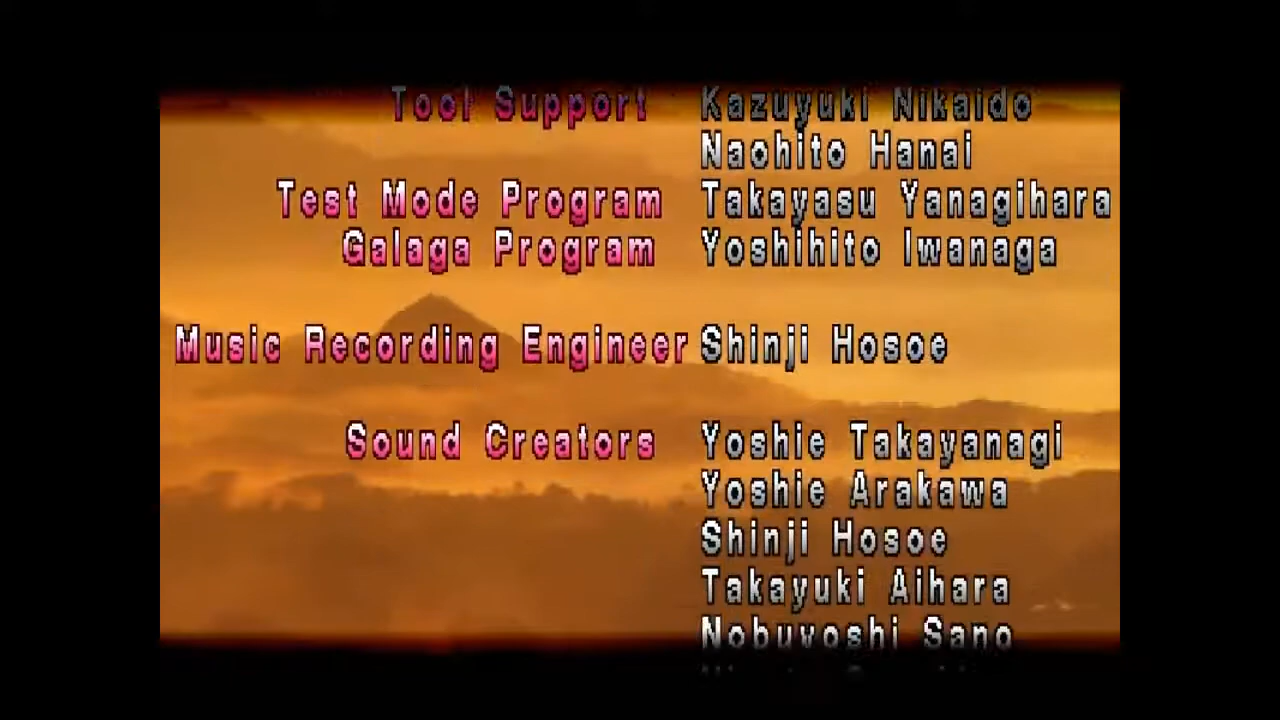 Tool Support Kazuyuki Nikaido
Naohito Hanai
Test Mode Program Takayasu Yanagihara
Galaga Program Yoshihito Iwanaga
Music Recording Engineer Shinji Hosoe
Sound Creators Yoshie Takayanagi
Yoshie Arakawa
Shinji Hosoe
Takayuki Aihara
Nobuyoshi Sano